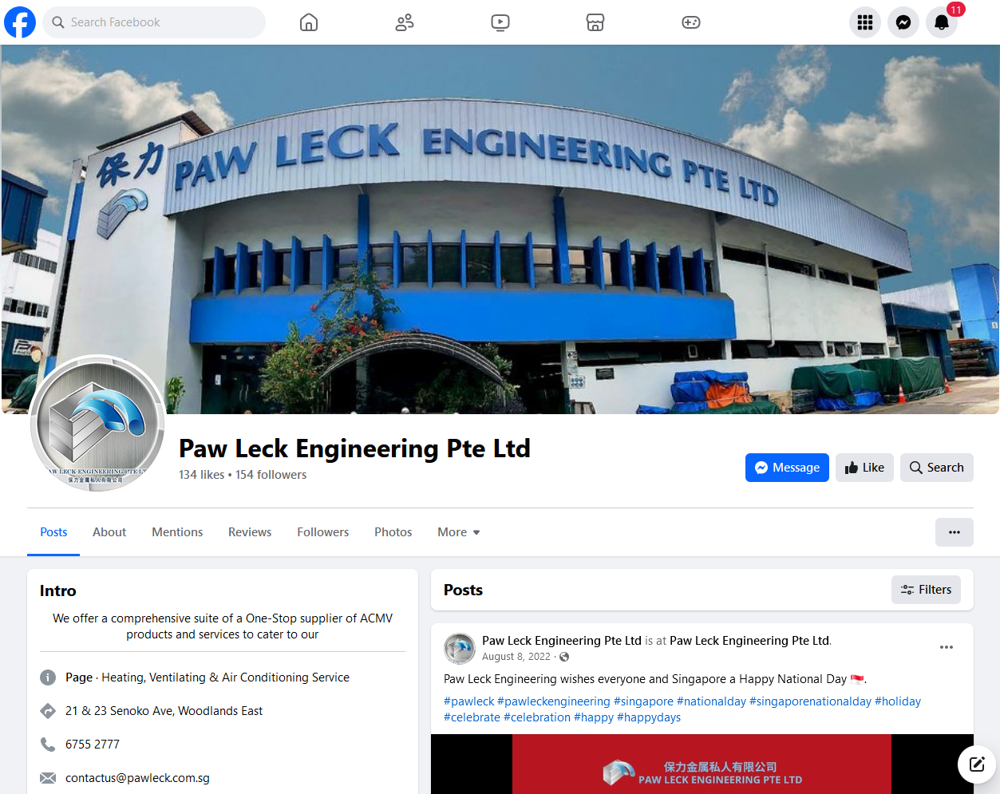 Search Facebook
11
保力 PAW LECK ENGINEERING PTE LTD
PAW LECK ENGINEERING PTE LTD
保力金属私人有限公司
Paw Leck Engineering Pte Ltd
134 likes • 154 followers
Message
Like
Search
Posts
About
Mentions
Reviews
Followers
Photos
More
Intro
We offer a comprehensive suite of a One-Stop supplier of ACMV
products and services to cater to our
Page · Heating, Ventilating & Air Conditioning Service
21 & 23 Senoko Ave, Woodlands East
6755 2777
contactus@pawleck.com.sg
Posts
Filters
Paw Leck Engineering Pte Ltd is at Paw Leck Engineering Pte Ltd.
August 8, 2022 ·
Paw Leck Engineering wishes everyone and Singapore a Happy National Day 🇸🇬.
#pawleck #pawleckengineering #singapore #nationalday #singaporenationalday #holiday
#celebrate #celebration #happy #happydays
保力金属私人有限公司
PAW LECK ENGINEERING PTE LTD